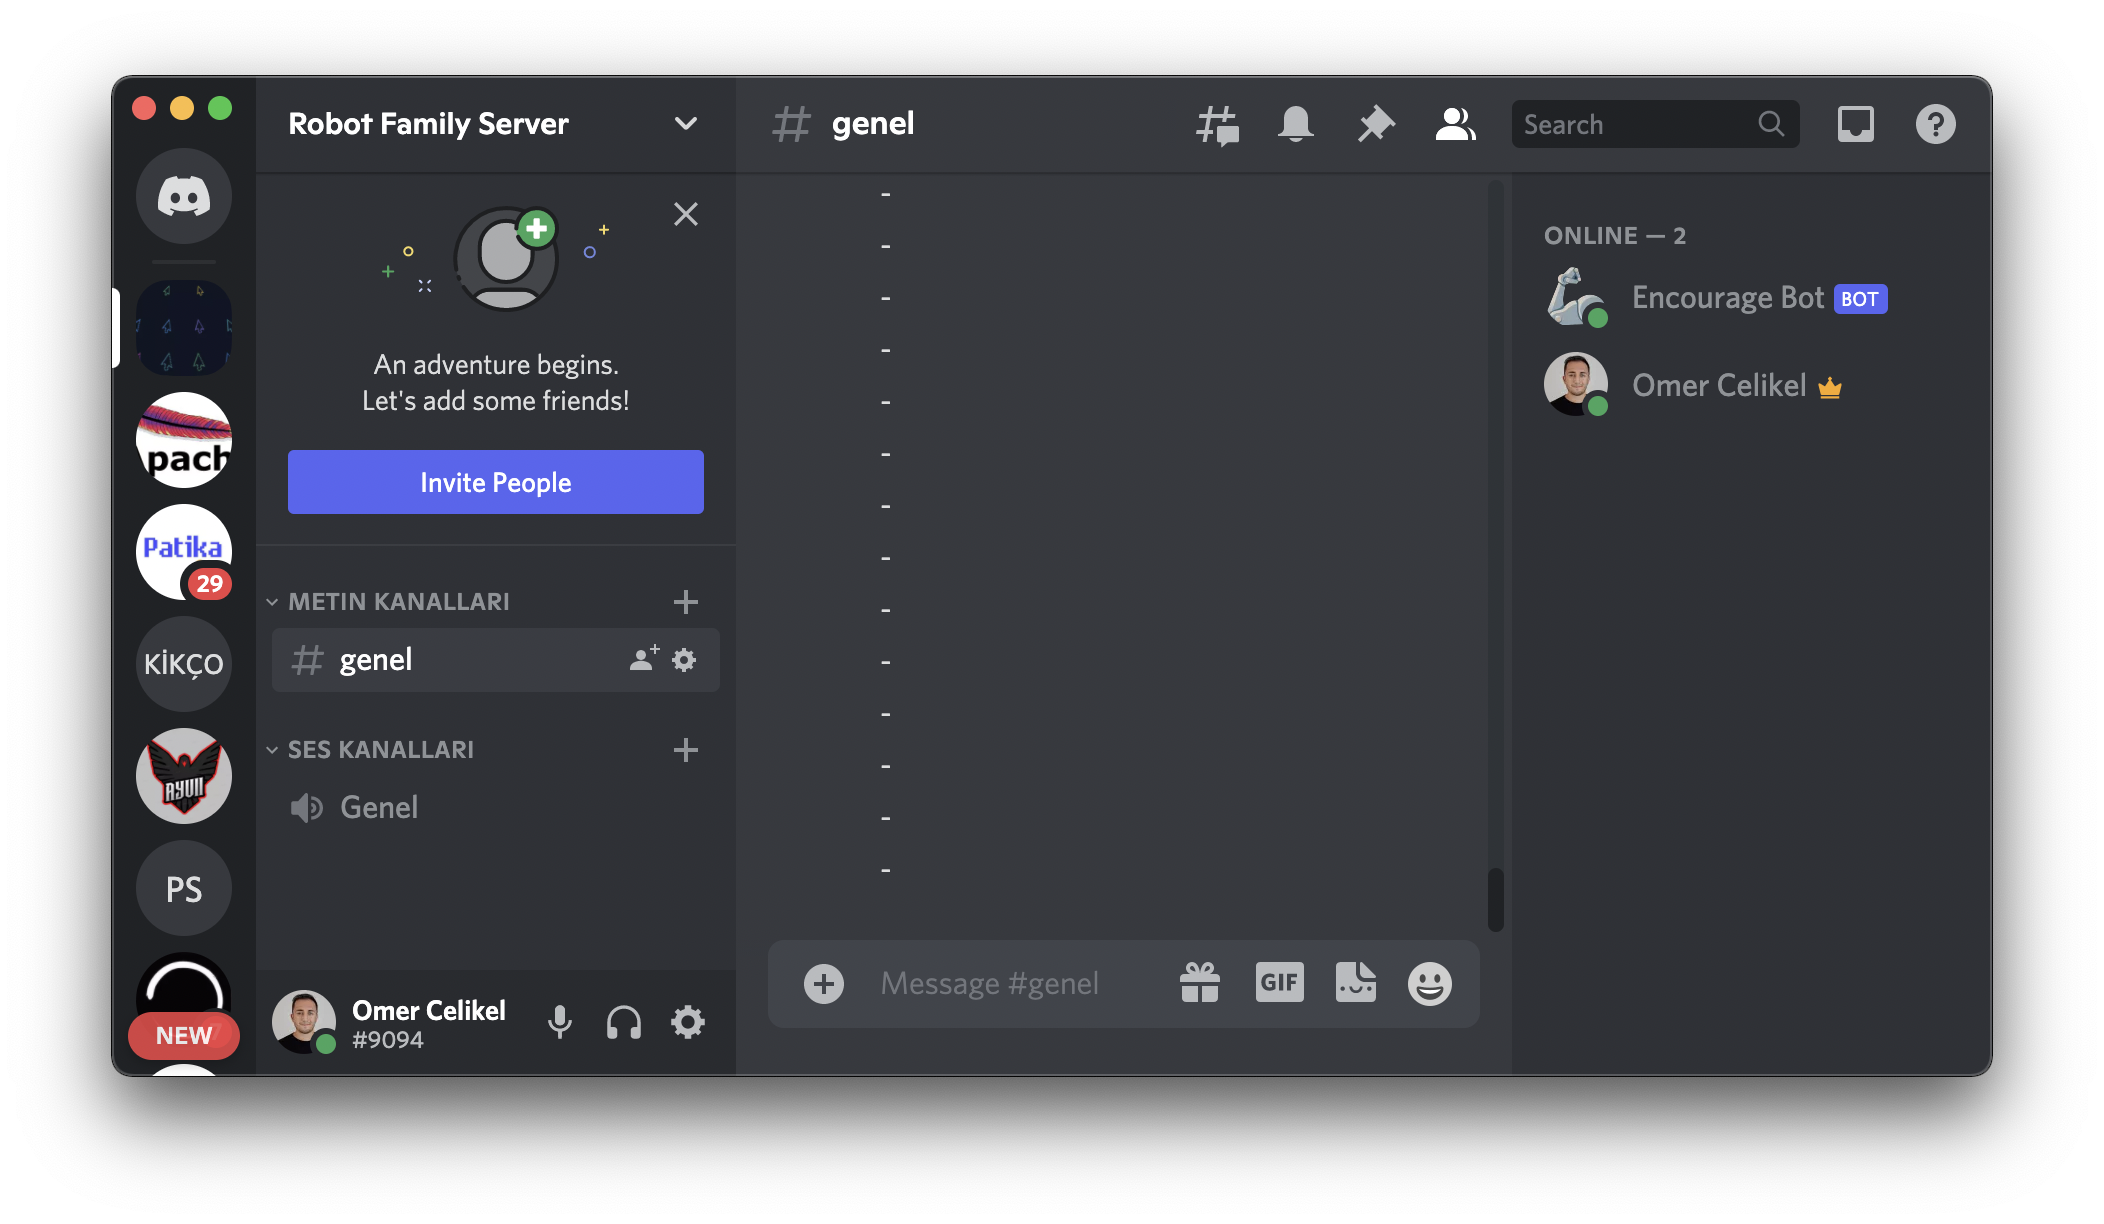 Robot Family Server
An adventure begins.
Let's add some friends!
Invite People
METIN KANALLARI
genel
SES KANALLARI
Genel
Omer Celikel
#9094
pach
Patika
29
KİKÇO
AYUII
PS
NEW
# genel
Search
-
-
-
-
-
-
-
-
-
-
-
-
-
-
Message #genel
GIF
ONLINE — 2
Encourage Bot BOT
Omer Celikel